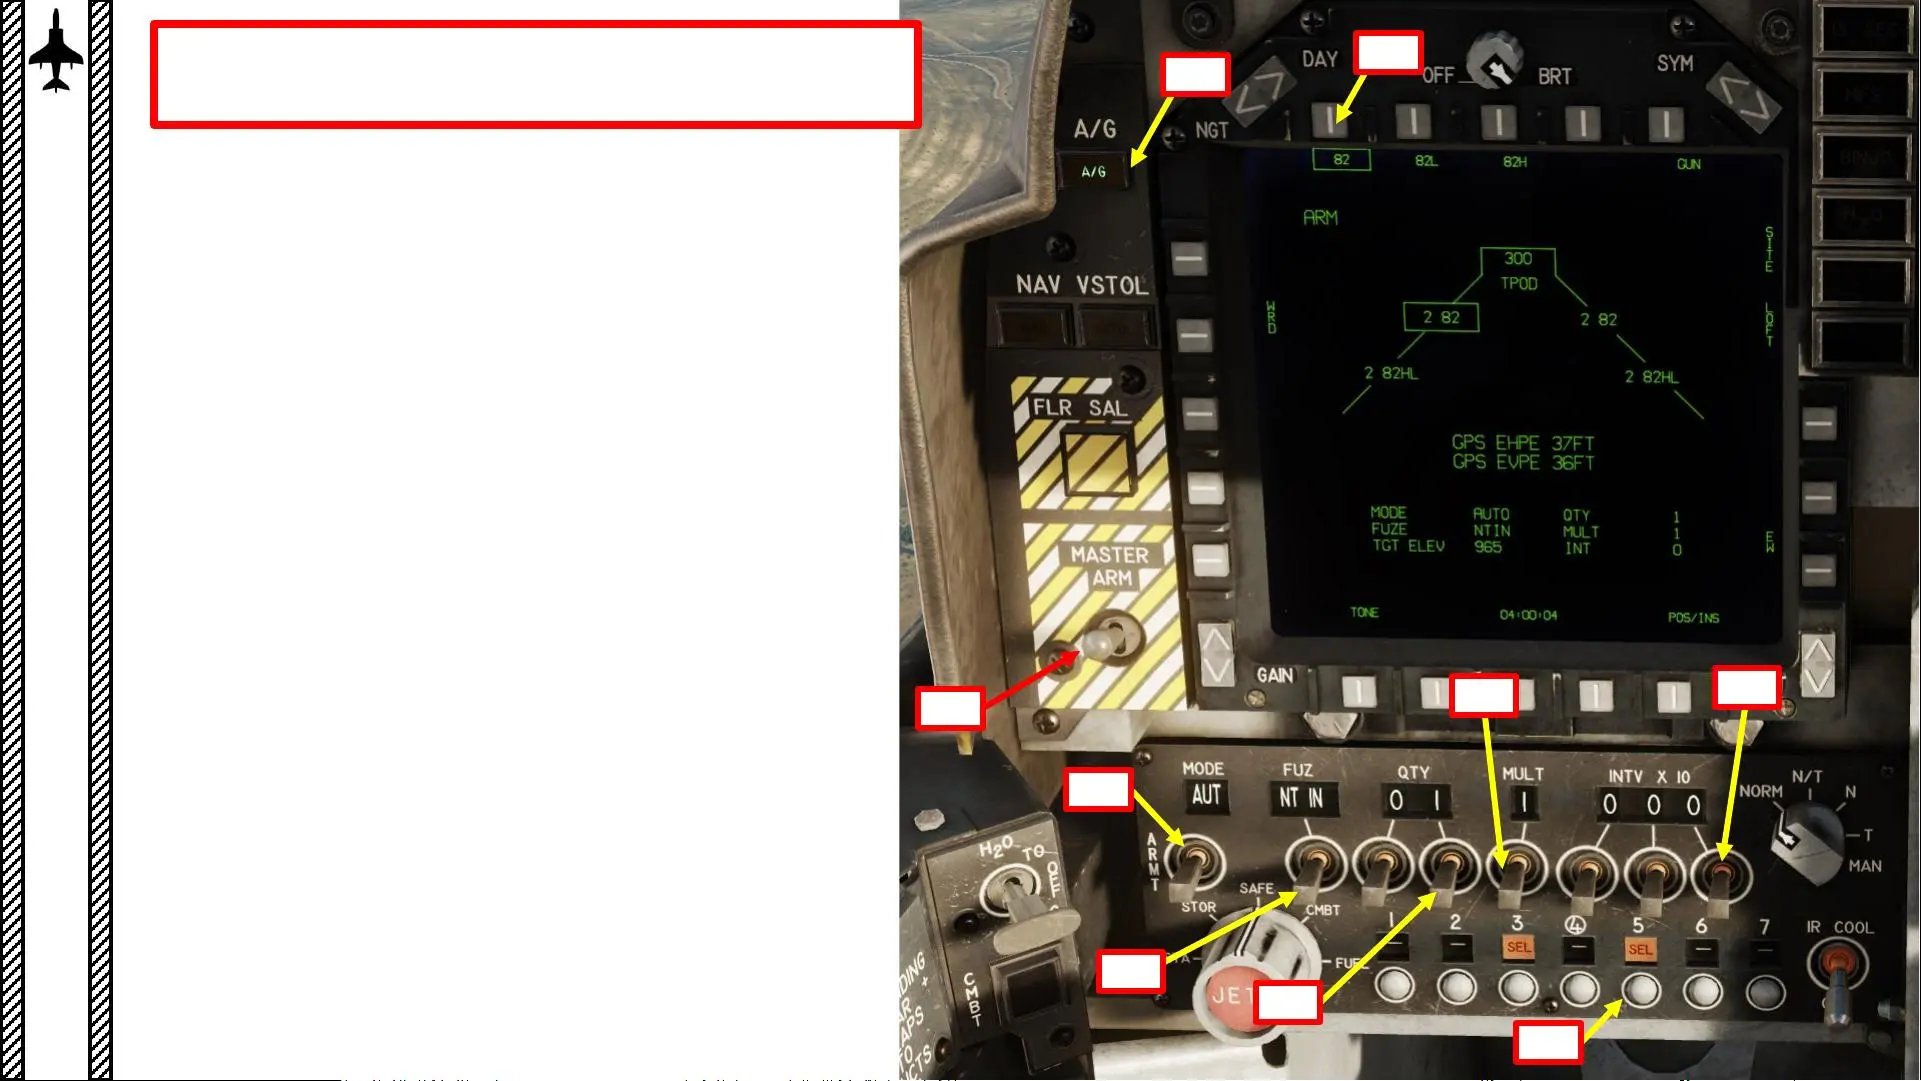 DAY
OFF
BRT
SYM
A/G
NGT
A/G
82
82L
82H
GUN
ARM
SITE
300
TPOD
WRD
2 82
2 82
LOFT
2 82HL
2 82HL
NAV VSTOL
FLR SAL
GPS EHPE 37FT
GPS EVPE 36FT
MODE AUTO QTY 1
FUZE NTIN MULT 1
TGT ELEV 965 INT 0
EW
MASTER
ARM
TONE
04:00:04
POS/INS
GAIN
MODE
FUZ
QTY
MULT
INTV X 10
AUT
NT IN
0 1
1
0 0 0
NORM
N/T
N
T
MAN
ARMT
H2O
TO
OFF
STOR
SAFE
CMBT
FUEL
JET
1 2 3 4 5 6 7
SEL
SEL
IR COOL
CMBT